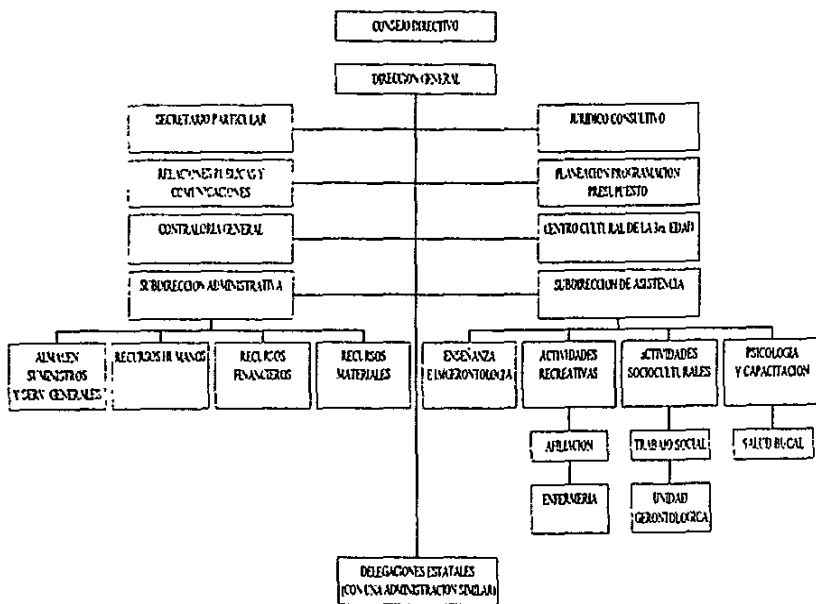 CONSEJO DIRECTIVO
DIRECCION GENERAL
SECRETARIO PARTICULAR
JURIDICO CONSULTIVO
RELACIONES PUBLICAS Y
COMUNICACIONES
PLANEACION PROGRAMACION
PRESUPUESTO
CONTRALORIA GENERAL
CENTRO CULTURAL DE LA 3ra. EDAD
SUBDIRECCION ADMINISTRATIVA
SUBDIRECCION DE ASISTENCIA
ALMACEN
SUMINISTROS
Y SERV. GENERALES
RECURSOS HUMANOS
RECURSOS
FINANCIEROS
RECURSOS
MATERIALES
ENSEÑANZA
ACTIVIDADES
RECREATIVAS
ACTIVIDADES
SOCIOCULTURALES
PSICOLOGIA
Y CAPACITACION
AFILIACION
TRABAJO SOCIAL
SALUD BUCAL
ENFERMERIA
UNIDAD
GERONTOLOGICA
DELEGACIONES ESTATALES
(CON UNA ADMINISTRACION SIMILAR)